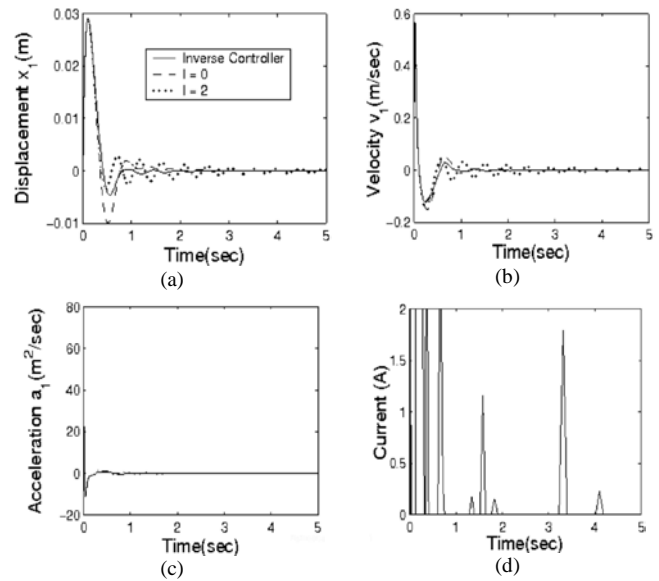 0.03
0.02
0.01
0
-0.01
Displacement x_1 (m)
Inverse Controller
I = 0
I = 2
0 1 2 3 4 5
Time(sec)
(a)
0.6
0.4
0.2
0
-0.2
Velocity v_1 (m/sec)
0 1 2 3 4 5
Time(sec)
(b)
80
60
40
20
0
-20
Acceleration a_1 (m²/sec)
0 1 2 3 4 5
Time(sec)
(c)
2
1.5
1
0.5
0
Current (A)
0 1 2 3 4 5
Time(sec)
(d)